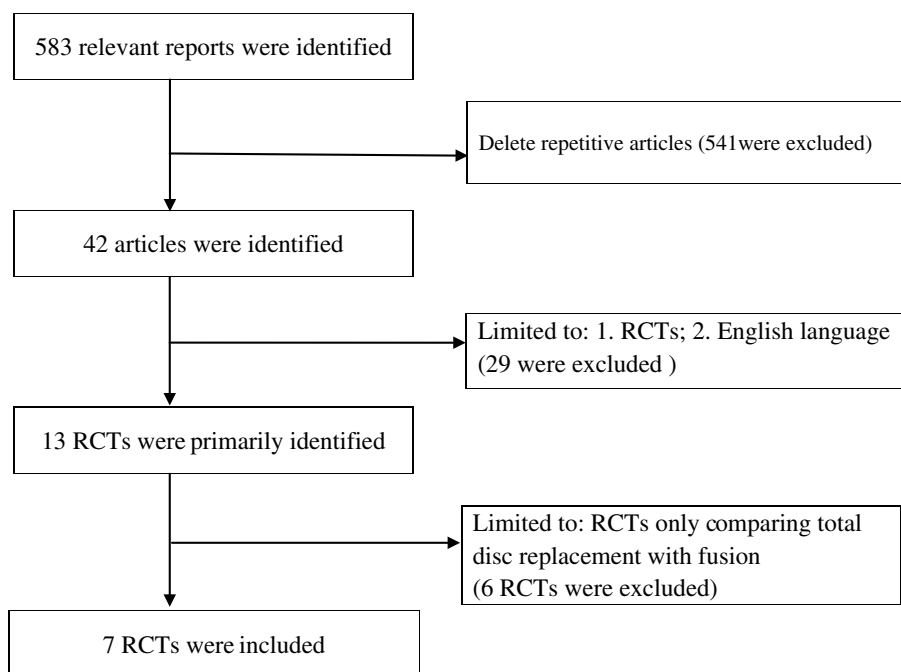 583 relevant reports were identified
Delete repetitive articles (541were excluded)
42 articles were identified
Limited to: 1. RCTs; 2. English language
(29 were excluded )
13 RCTs were primarily identified
Limited to: RCTs only comparing total
disc replacement with fusion
(6 RCTs were excluded)
7 RCTs were included